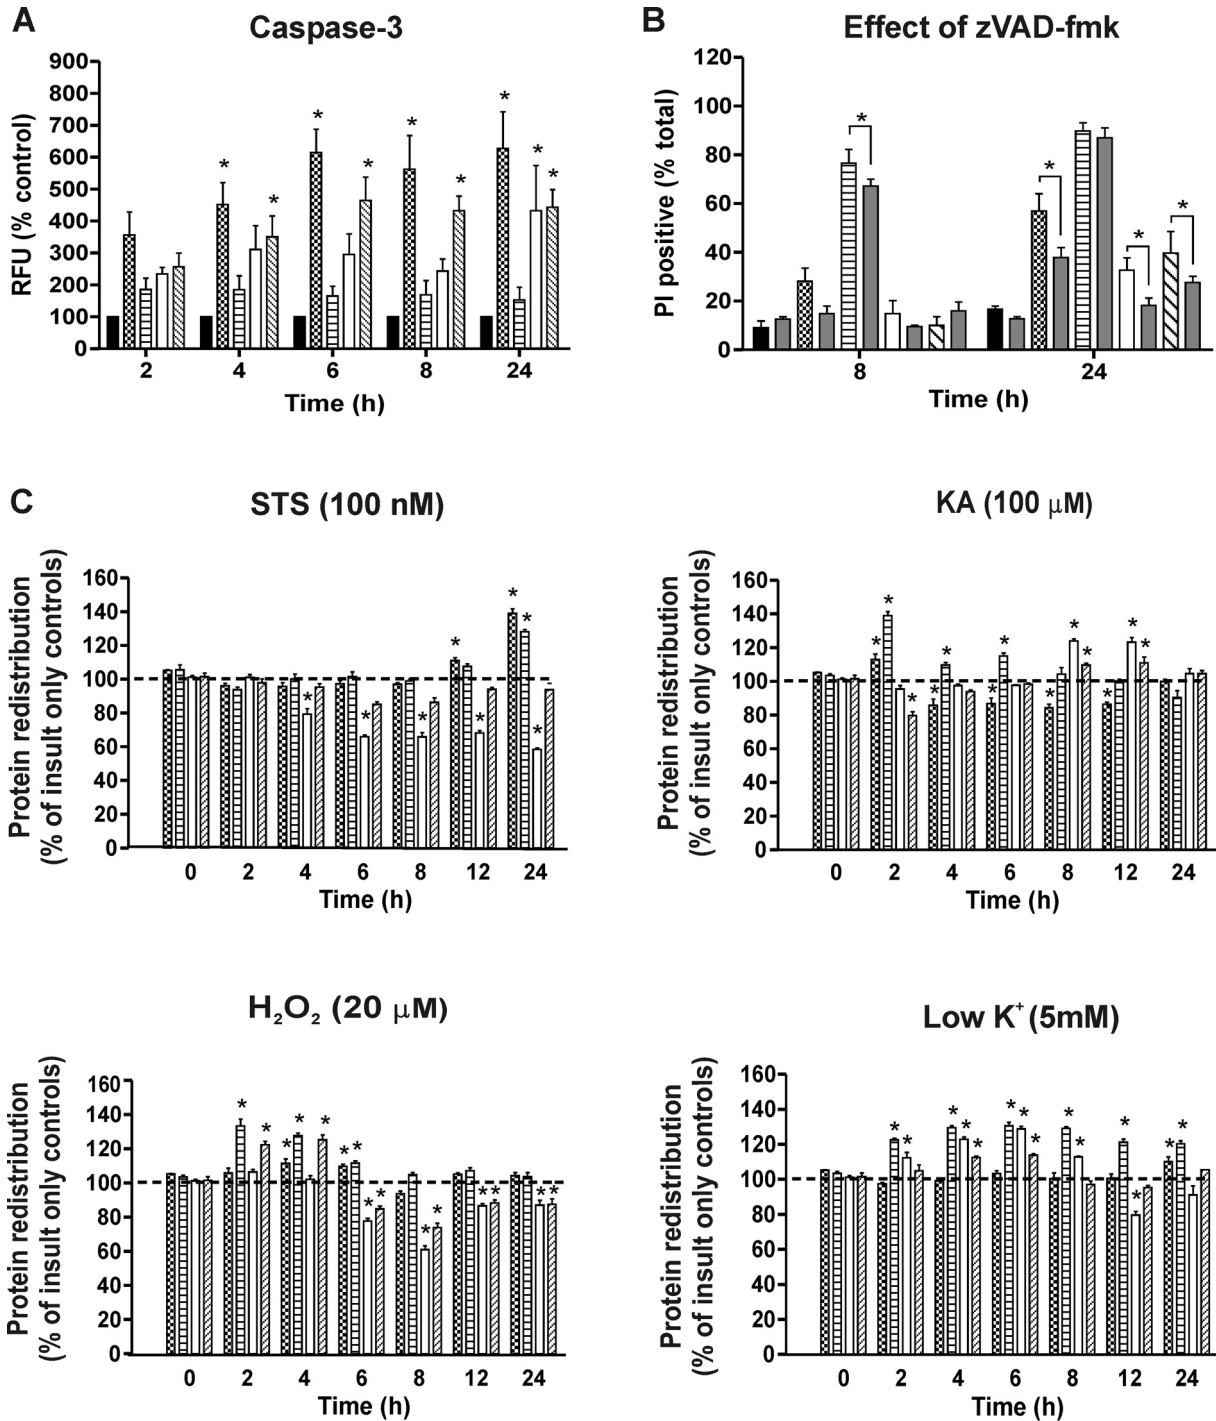 A
Caspase-3
RFU (% control)
900
800
700
600
500
400
300
200
100
0
* * * * * * * * *
2 4 6 8 24
Time (h)
B
Effect of zVAD-fmk
PI positive (% total)
120
100
80
60
40
20
0
* * * *
8 24
Time (h)
C
STS (100 nM)
Protein redistribution
(% of insult only controls)
160
140
120
100
80
60
40
20
0
* * * * * * * *
0 2 4 6 8 12 24
Time (h)
KA (100 μM)
Protein redistribution
(% of insult only controls)
160
140
120
100
80
60
40
20
0
* * * * * * * * * * * *
0 2 4 6 8 12 24
Time (h)
H₂O₂ (20 μM)
Protein redistribution
(% of insult only controls)
160
140
120
100
80
60
40
20
0
* * * * * * * * * * * * * * *
0 2 4 6 8 12 24
Time (h)
Low K⁺ (5mM)
Protein redistribution
(% of insult only controls)
160
140
120
100
80
60
40
20
0
* * * * * * * * * * * * *
0 2 4 6 8 12 24
Time (h)